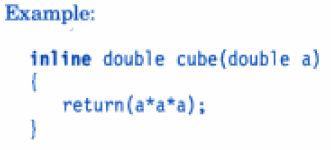 Example:
inline double cube(double a)
{
return(a*a*a);
}